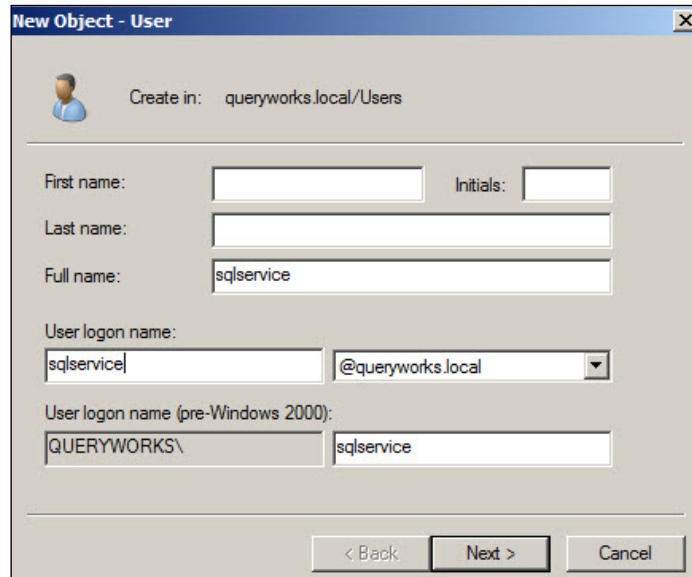 New Object - User
Create in: queryworks.local/Users
First name: Initials:
Last name:
Full name: sqlservice
User logon name:
sqlservice @queryworks.local
User logon name (pre-Windows 2000):
QUERYWORKS\ sqlservice
< Back Next > Cancel